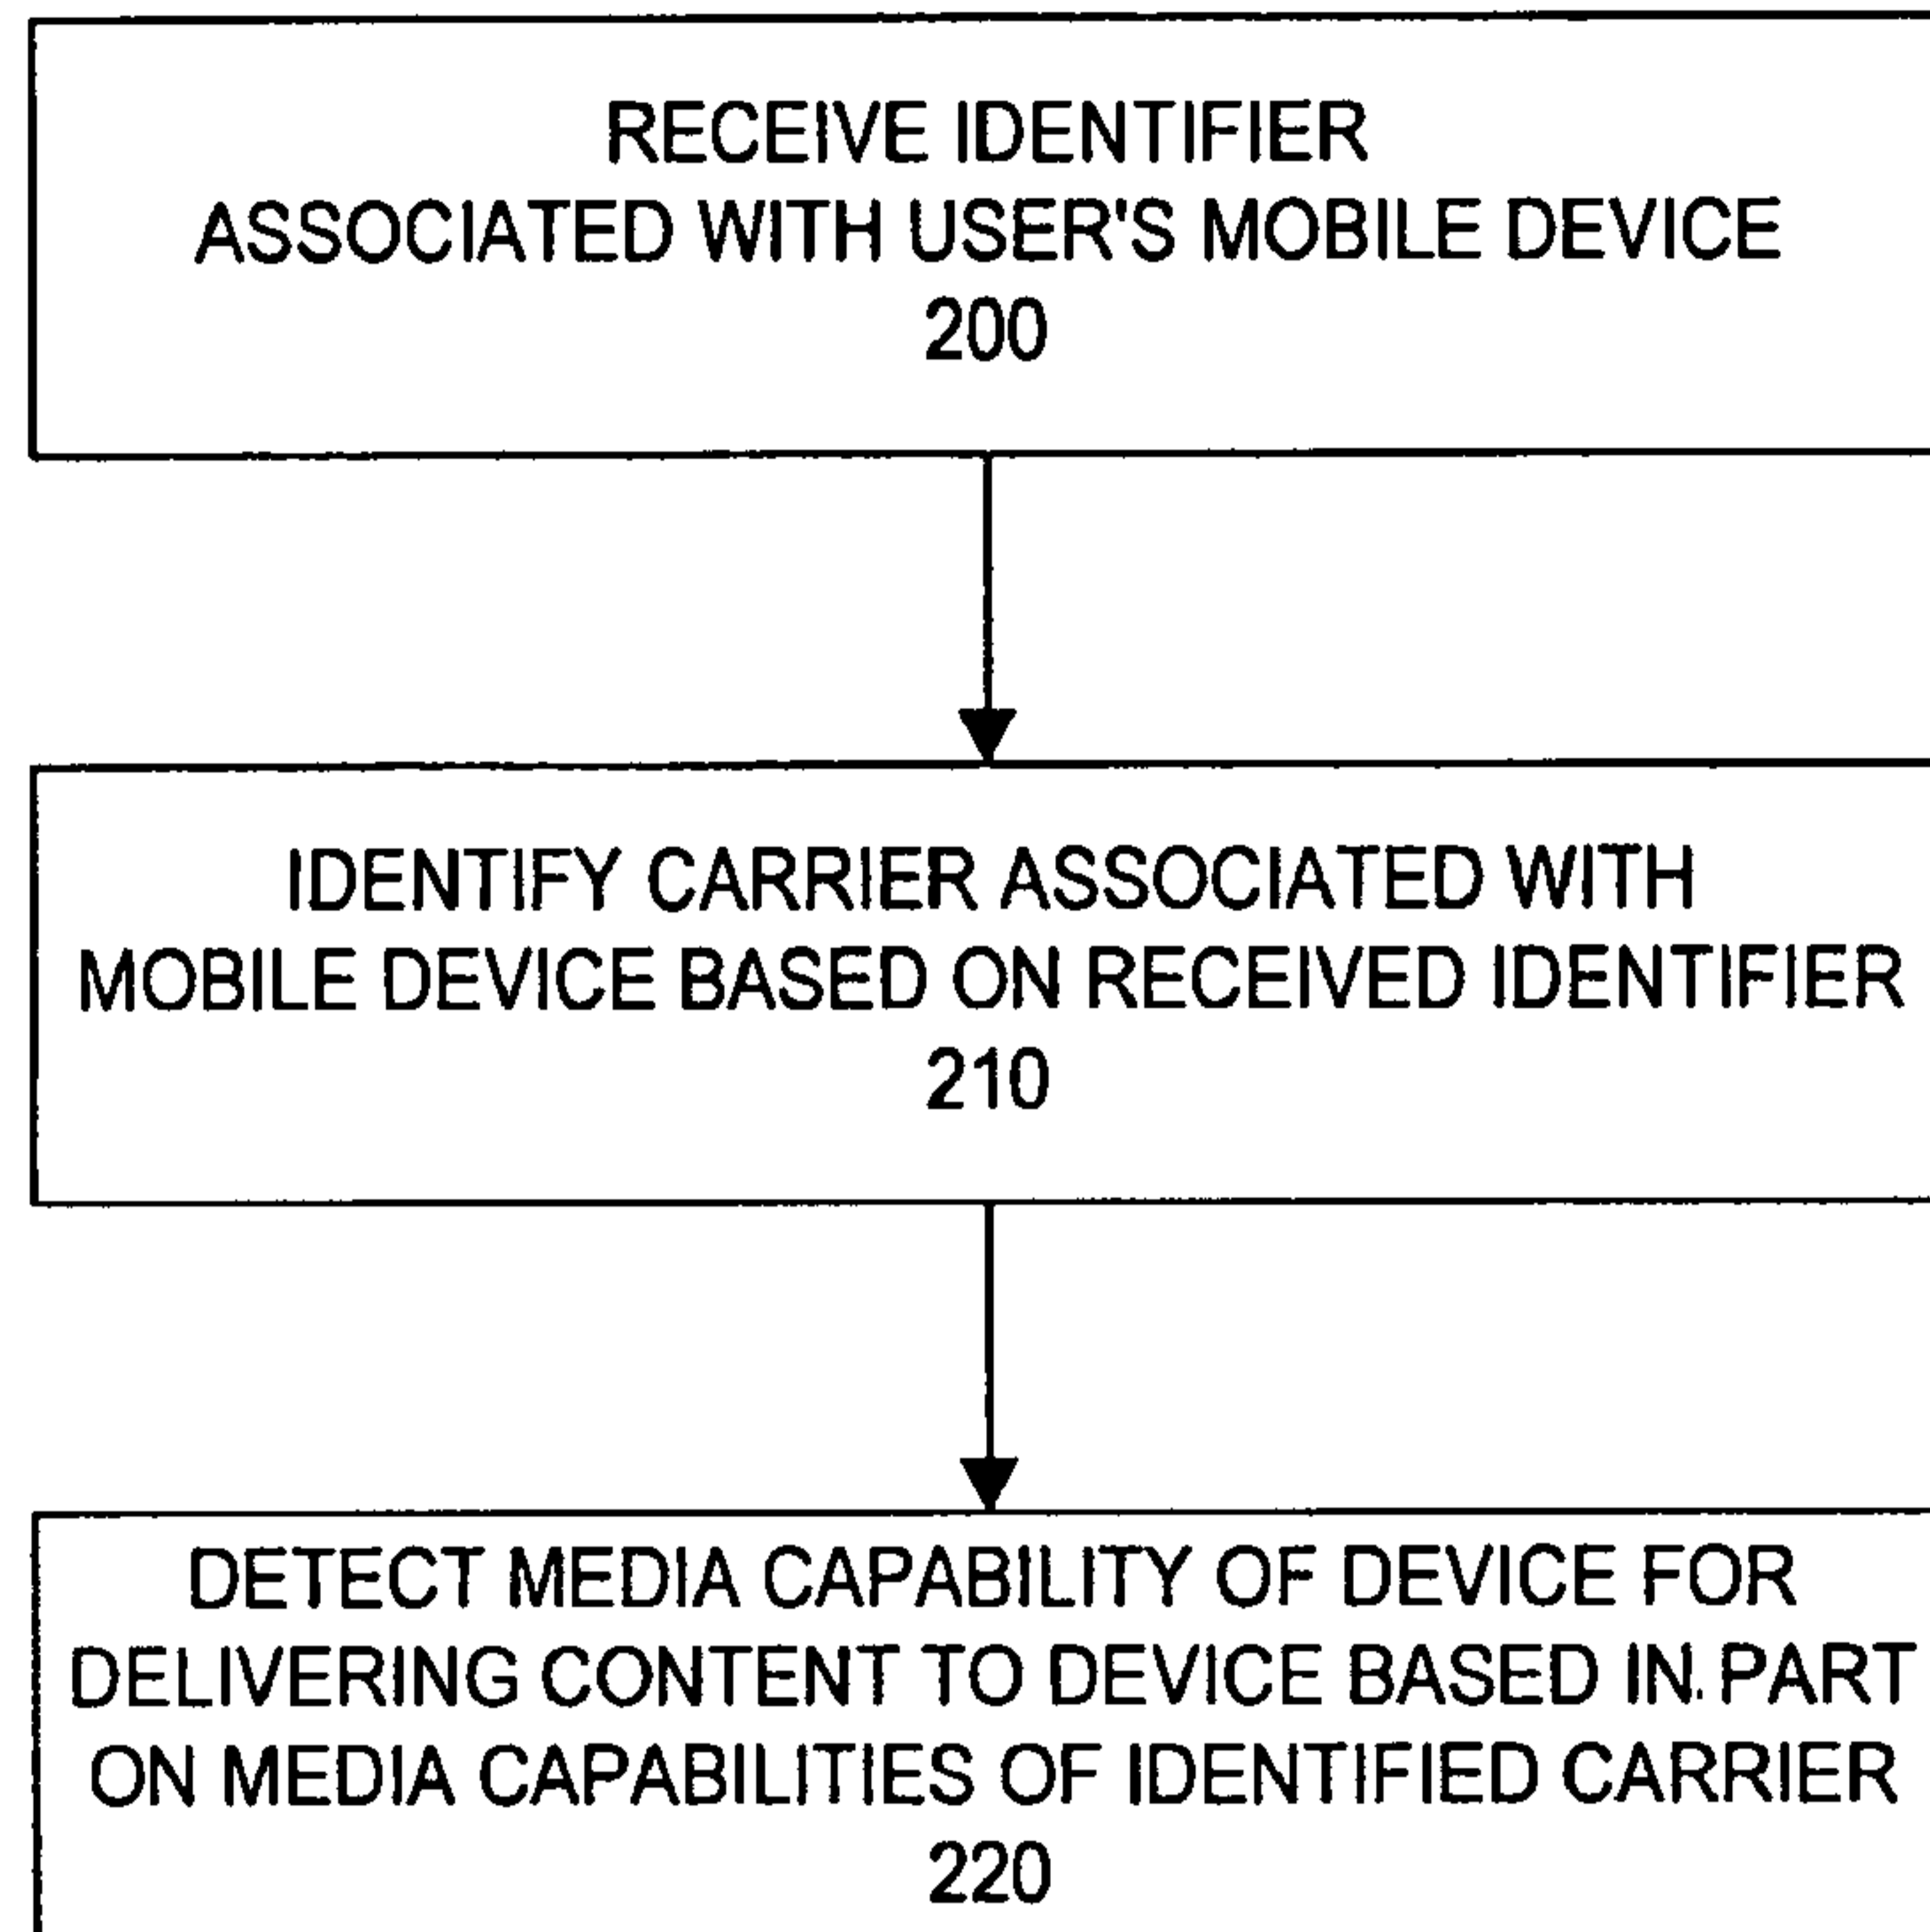 RECEIVE IDENTIFIER
ASSOCIATED WITH USER'S MOBILE DEVICE
200
IDENTIFY CARRIER ASSOCIATED WITH
MOBILE DEVICE BASED ON RECEIVED IDENTIFIER
210
DETECT MEDIA CAPABILITY OF DEVICE FOR
DELIVERING CONTENT TO DEVICE BASED IN PART
ON MEDIA CAPABILITIES OF IDENTIFIED CARRIER
220